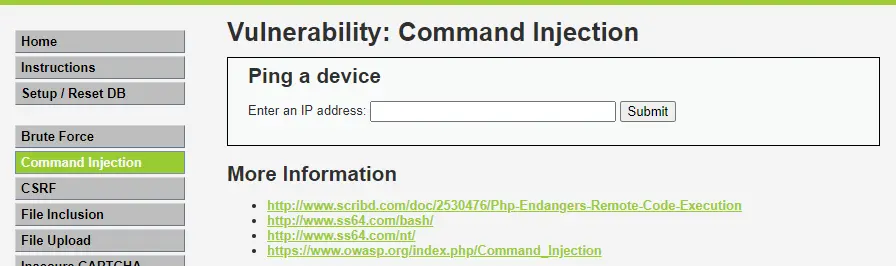 Home
Instructions
Setup / Reset DB
Brute Force
Command Injection
CSRF
File Inclusion
File Upload
Insecure CAPTCHA
Vulnerability: Command Injection
Ping a device
Enter an IP address: Submit
More Information
http://www.scribd.com/doc/2530476/Php-Endangers-Remote-Code-Execution
http://www.ss64.com/bash/
http://www.ss64.com/nt/
https://www.owasp.org/index.php/Command_Injection